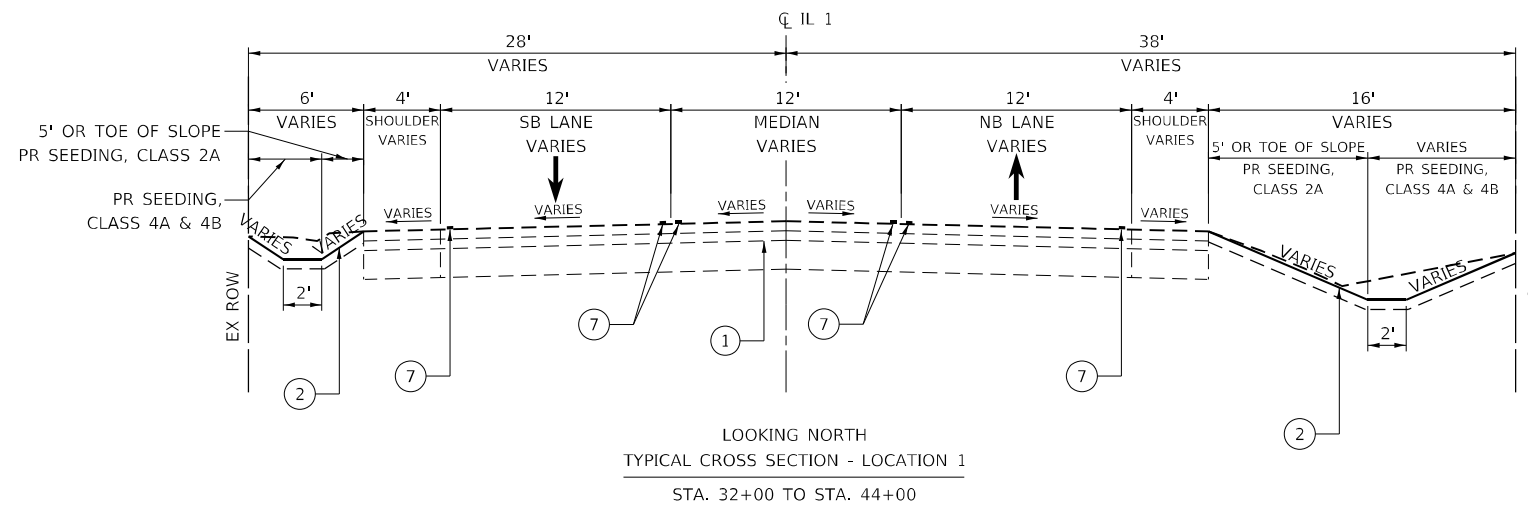 ℄ IL 1
28'
VARIES
38'
VARIES
6'
VARIES
4'
SHOULDER
VARIES
12'
SB LANE
VARIES
12'
MEDIAN
VARIES
12'
NB LANE
VARIES
4'
SHOULDER
VARIES
16'
VARIES
5' OR TOE OF SLOPE
PR SEEDING, CLASS 2A
PR SEEDING,
CLASS 4A & 4B
5' OR TOE OF SLOPE
PR SEEDING,
CLASS 2A
VARIES
PR SEEDING,
CLASS 4A & 4B
VARIES
VARIES
VARIES
VARIES
VARIES
VARIES
VARIES
VARIES
VARIES
VARIES
2'
2'
EX ROW
7
7
1
2
7
7
2
LOOKING NORTH
TYPICAL CROSS SECTION - LOCATION 1
STA. 32+00 TO STA. 44+00